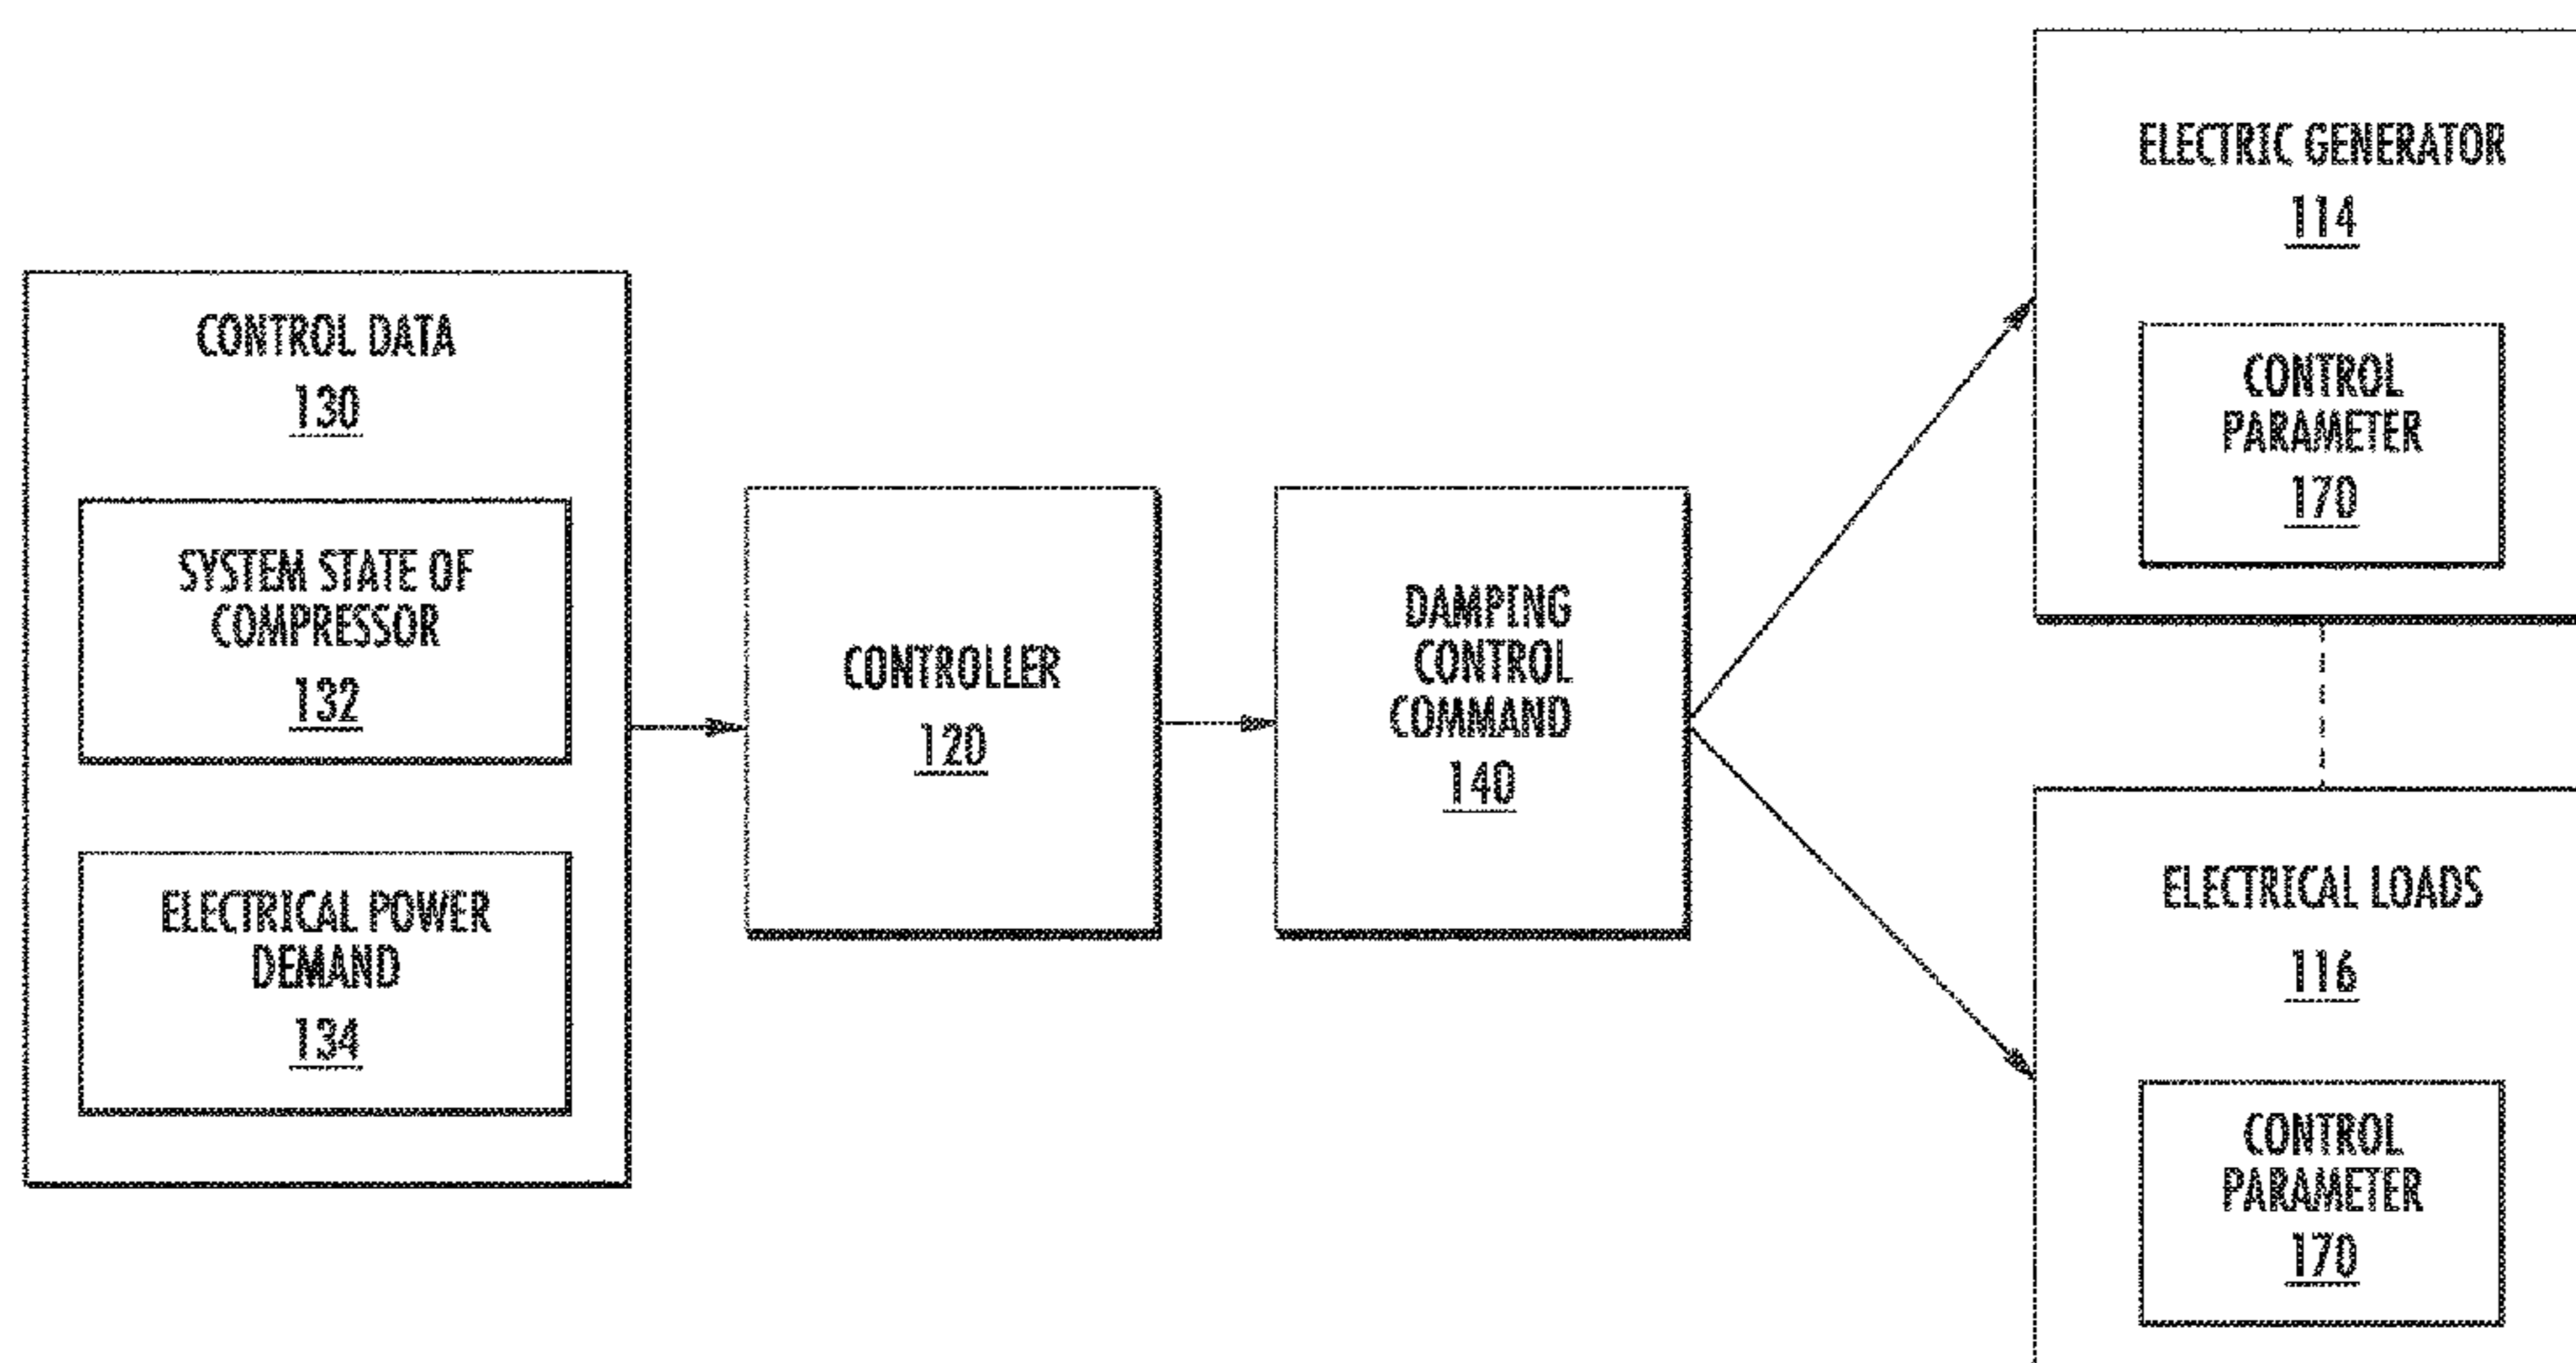 CONTROL DATA
130
SYSTEM STATE OF
COMPRESSOR
132
ELECTRICAL POWER
DEMAND
134
CONTROLLER
120
DAMPING
CONTROL
COMMAND
140
ELECTRIC GENERATOR
114
CONTROL
PARAMETER
170
ELECTRICAL LOADS
116
CONTROL
PARAMETER
170